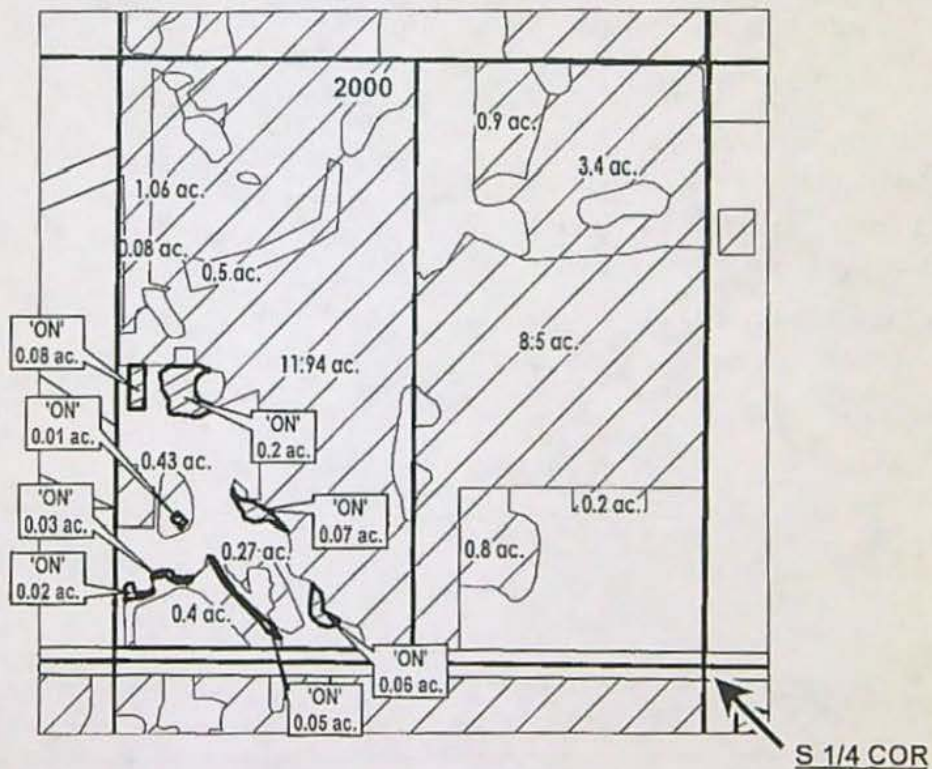 2000
0.9 ac.
3.4 ac.
1.06 ac.
0.08 ac.
0.5 ac.
'ON'
0.08 ac.
11.94 ac.
8.5 ac.
'ON'
0.01 ac.
'ON'
0.2 ac.
0.43 ac.
'ON'
0.03 ac.
'ON'
0.07 ac.
0.2 ac.
0.8 ac.
'ON'
0.02 ac.
0.27 ac.
0.4 ac.
'ON'
0.06 ac.
'ON'
0.05 ac.
S 1/4 COR